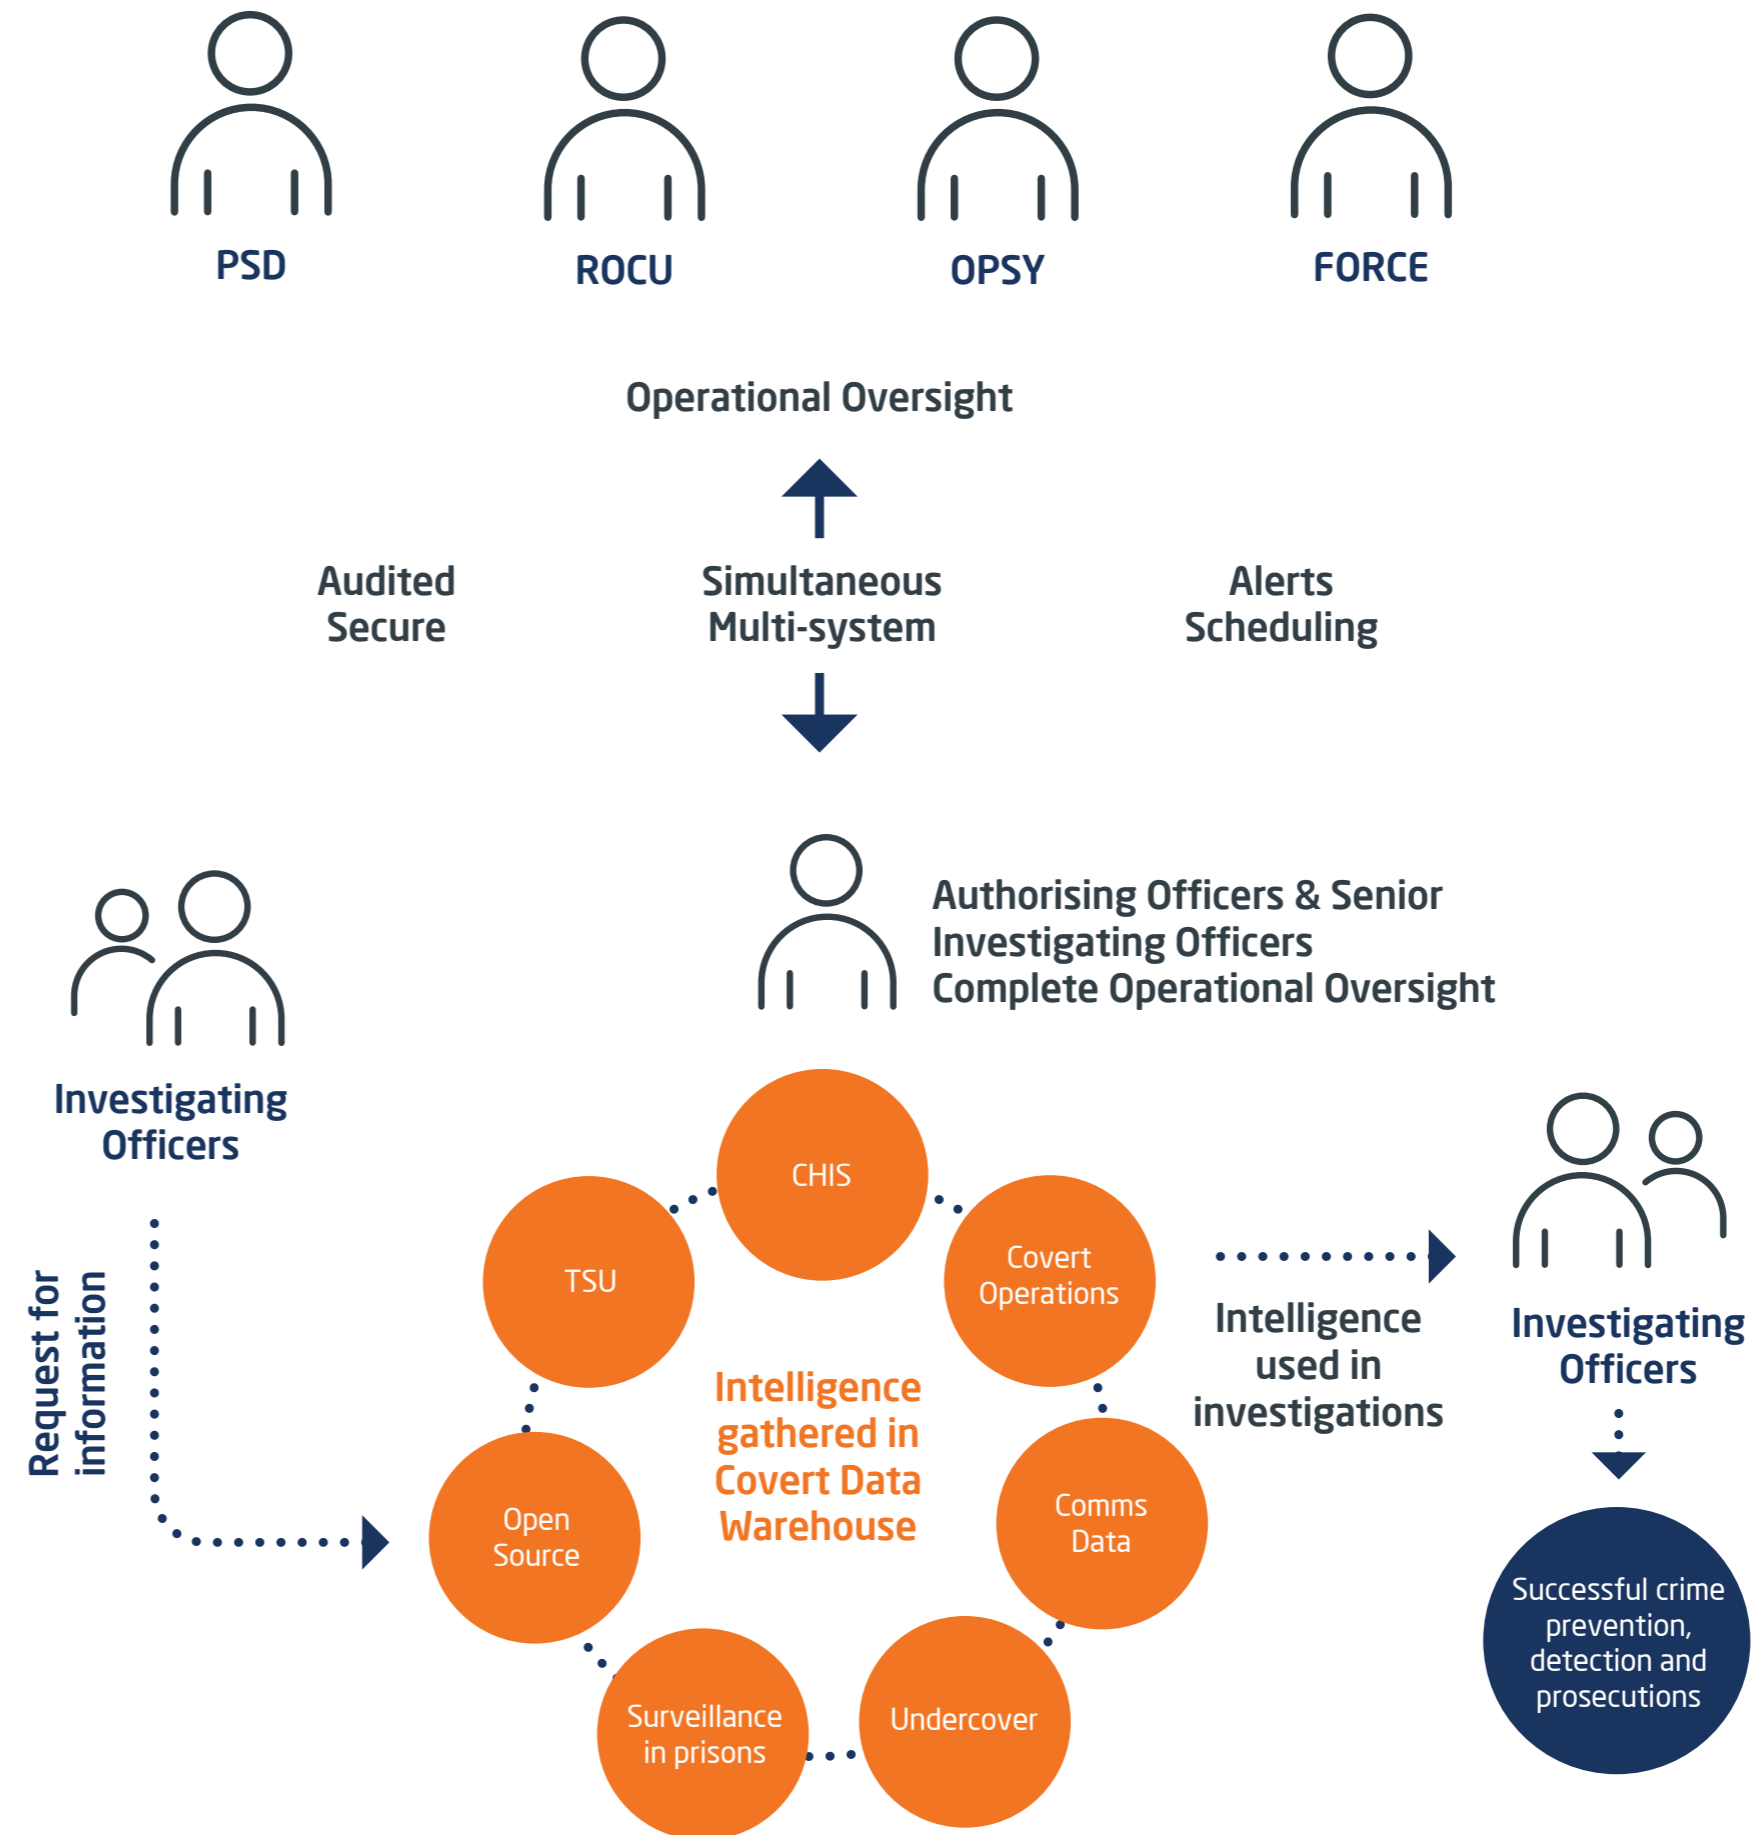 PSD
ROCU
OPSY
FORCE
Operational Oversight
Audited
Secure
Simultaneous
Multi-system
Alerts
Scheduling
Authorising Officers & Senior
Investigating Officers
Complete Operational Oversight
Investigating
Officers
Request for
information
CHIS
TSU
Covert
Operations
Open
Source
Intelligence
gathered in
Covert Data
Warehouse
Comms
Data
Surveillance
in prisons
Undercover
Intelligence
used in
investigations
Investigating
Officers
Successful crime
prevention,
detection and
prosecutions